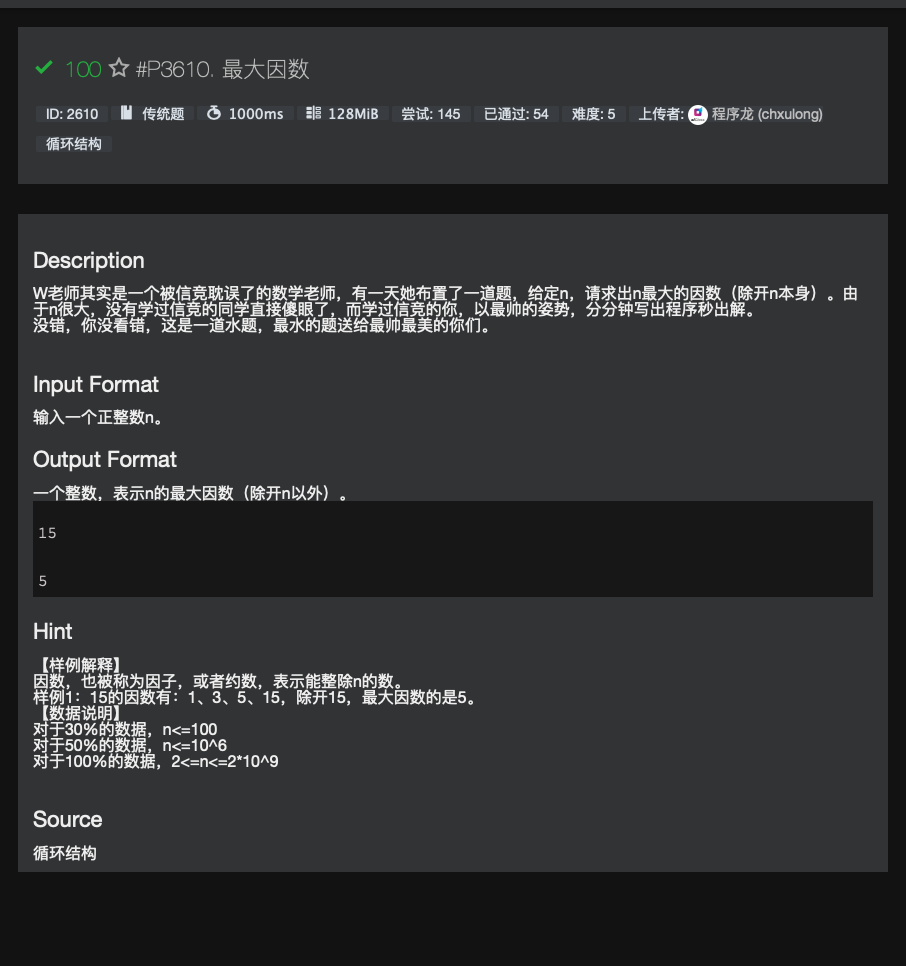 100 #P3610. 最大因数
ID: 2610 传统题 1000ms 128MiB 尝试: 145 已通过: 54 难度: 5 上传者: 程序龙 (chxulong)
循环结构
Description
W老师其实是一个被信竞耽误了的数学老师，有一天她布置了一道题，给定n，请求出n最大的因数（除开n本身）。由
于n很大，没有学过信竞的同学直接傻眼了，而学过信竞的你，以最帅的姿势，分分钟写出程序秒出解。
没错，你没看错，这是一道水题，最水的题送给最帅最美的你们。
Input Format
输入一个正整数n。
Output Format
一个整数，表示n的最大因数（除开n以外）。
15
5
Hint
【样例解释】
因数，也被称为因子，或者约数，表示能整除n的数。
样例1：15的因数有：1、3、5、15，除开15，最大因数的是5。
【数据说明】
对于30%的数据，n<=100
对于50%的数据，n<=10^6
对于100%的数据，2<=n<=2*10^9
Source
循环结构